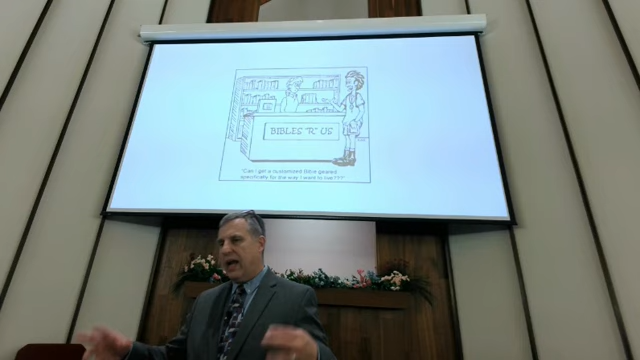 BIBLES "R" US
"Can I get a customized Bible geared
specifically for the way I want to live???"